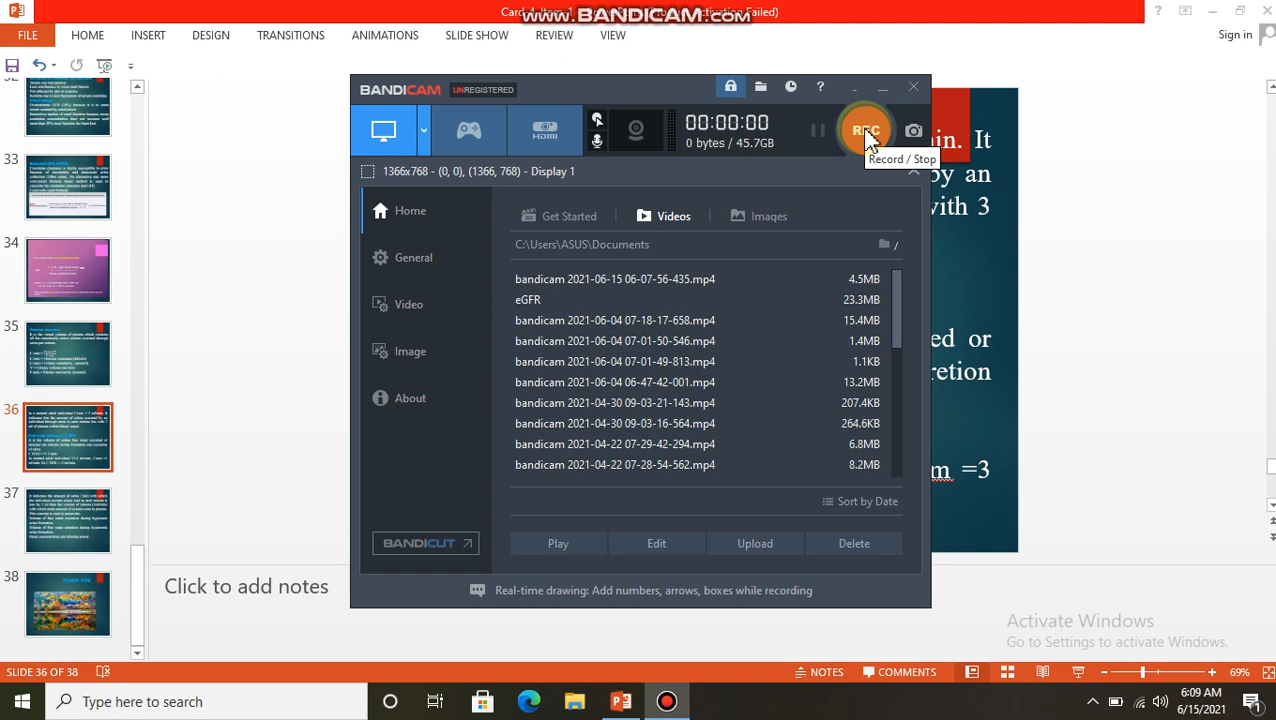 www.BANDICAM.com
Activation Failed)
FILE HOME INSERT DESIGN TRANSITIONS ANIMATIONS SLIDE SHOW REVIEW VIEW Sign in
BANDICAM UNREGISTERED
HDMI
00:00:00
0 bytes / 45.7GB
REC
Record / Stop
1366x768 - (0, 0), (1366, 768) - Display 1
Home
General
Video
Image
About
Get Started Videos Images
C:\Users\ASUS\Documents /
bandicam 2021-06-15 06-07-56-435.mp4 4.5MB
eGFR 23.3MB
bandicam 2021-06-04 07-18-17-658.mp4 15.4MB
bandicam 2021-06-04 07-01-50-546.mp4 1.4MB
bandicam 2021-06-04 07-01-49-813.mp4 1.1KB
bandicam 2021-06-04 06-47-42-001.mp4 13.2MB
bandicam 2021-04-30 09-03-21-143.mp4 207.4KB
bandicam 2021-04-30 09-03-16-204.mp4 264.6KB
bandicam 2021-04-22 07-29-42-294.mp4 6.8MB
bandicam 2021-04-22 07-28-54-562.mp4 8.2MB
Sort by Date
BANDICUT Play Edit Upload Delete
Real-time drawing: Add numbers, arrows, boxes while recording
in. It
by an
with 3
ed or
retion
m =3
33
34
35
36
37
38
THANK YOU
Click to add notes
Activate Windows
Go to Settings to activate Windows.
SLIDE 36 OF 38 NOTES COMMENTS 69%
Type here to search
6:09 AM
6/15/2021